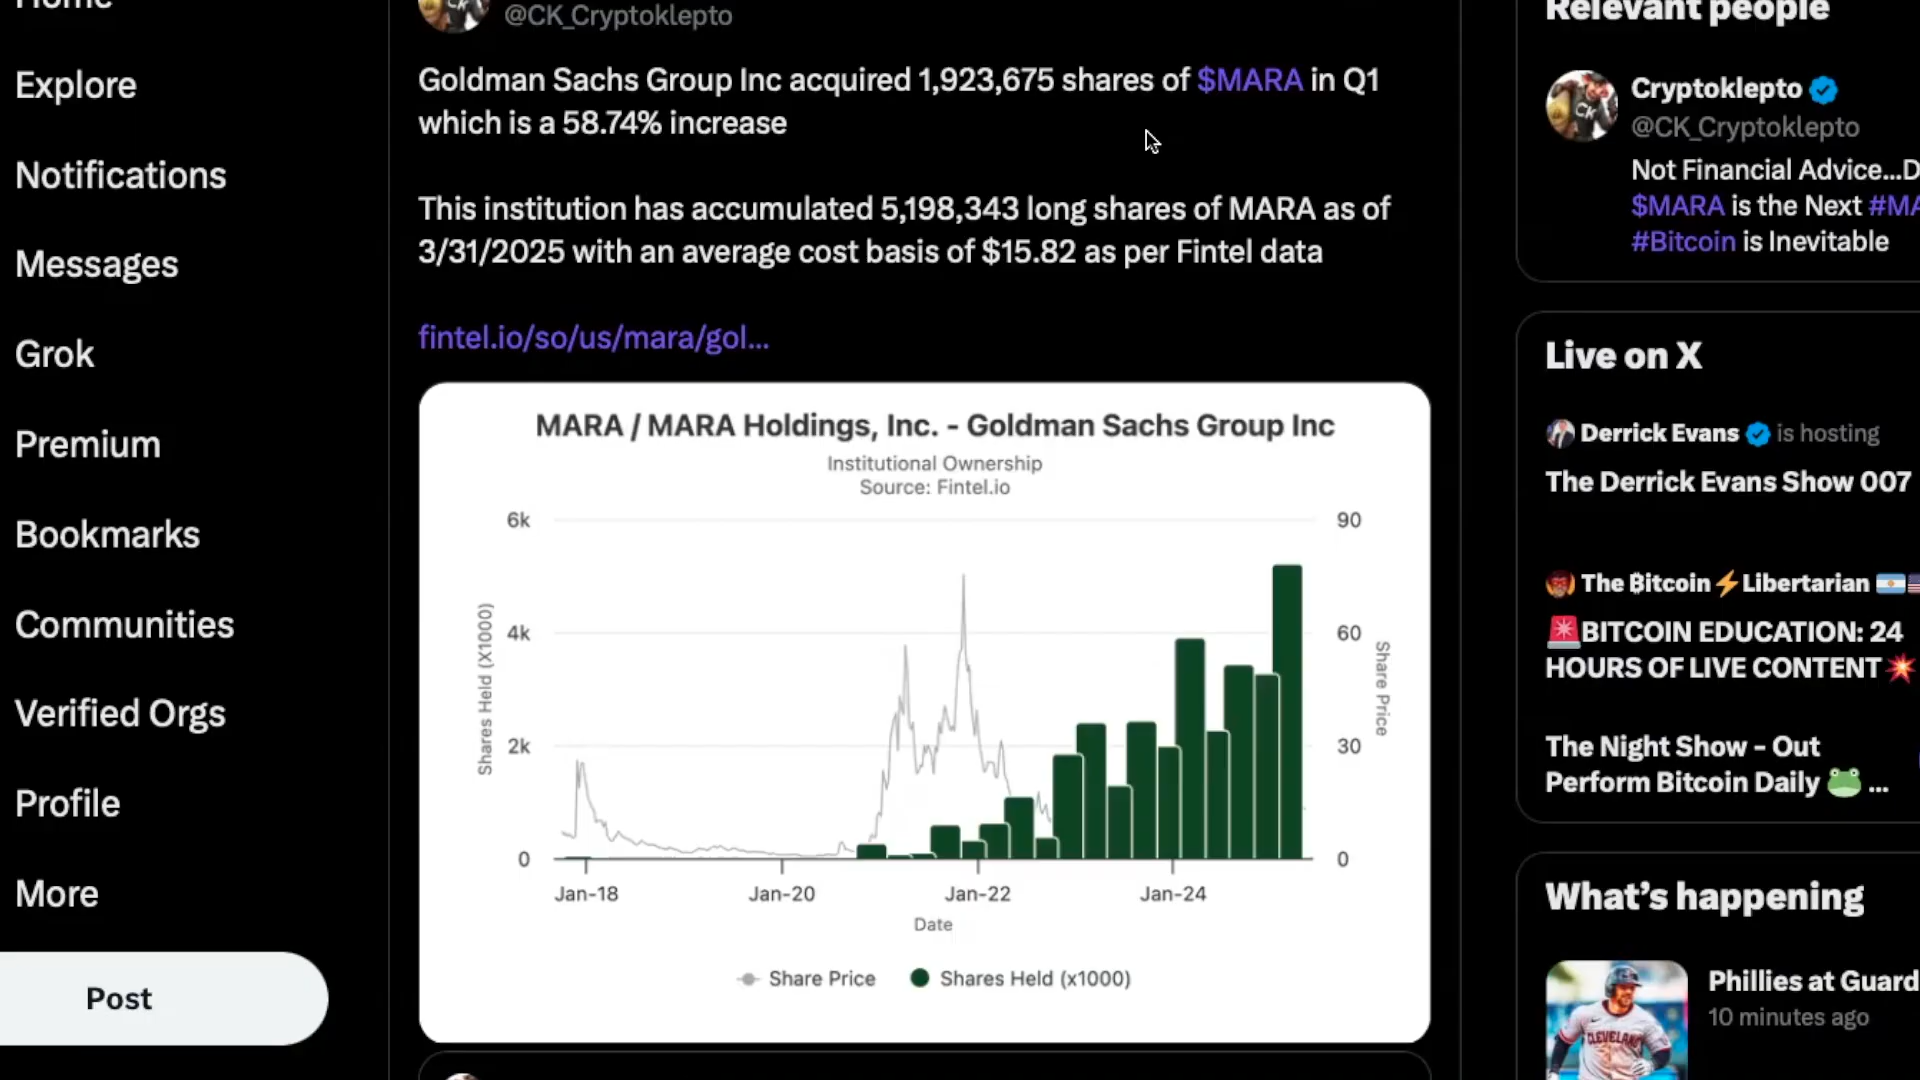 Home
Explore
Notifications
Messages
Grok
Premium
Bookmarks
Communities
Verified Orgs
Profile
More
Post
@CK_Cryptoklepto
Goldman Sachs Group Inc acquired 1,923,675 shares of $MARA in Q1
which is a 58.74% increase
This institution has accumulated 5,198,343 long shares of MARA as of
3/31/2025 with an average cost basis of $15.82 as per Fintel data
fintel.io/so/us/mara/gol...
MARA / MARA Holdings, Inc. - Goldman Sachs Group Inc
Institutional Ownership
Source: Fintel.io
6k
4k
2k
0
Shares Held (X1000)
90
60
30
0
Share Price
Jan-18
Jan-20
Jan-22
Jan-24
Date
Share Price
Shares Held (x1000)
Relevant people
Cryptoklepto
@CK_Cryptoklepto
Not Financial Advice...D
$MARA is the Next #MA
#Bitcoin is Inevitable
Live on X
Derrick Evans is hosting
The Derrick Evans Show 007
The ₿itcoin⚡Libertarian
🚨BITCOIN EDUCATION: 24
HOURS OF LIVE CONTENT 💥
The Night Show - Out
Perform Bitcoin Daily 🐸 ...
What's happening
Phillies at Guard
10 minutes ago
CLEVELAND